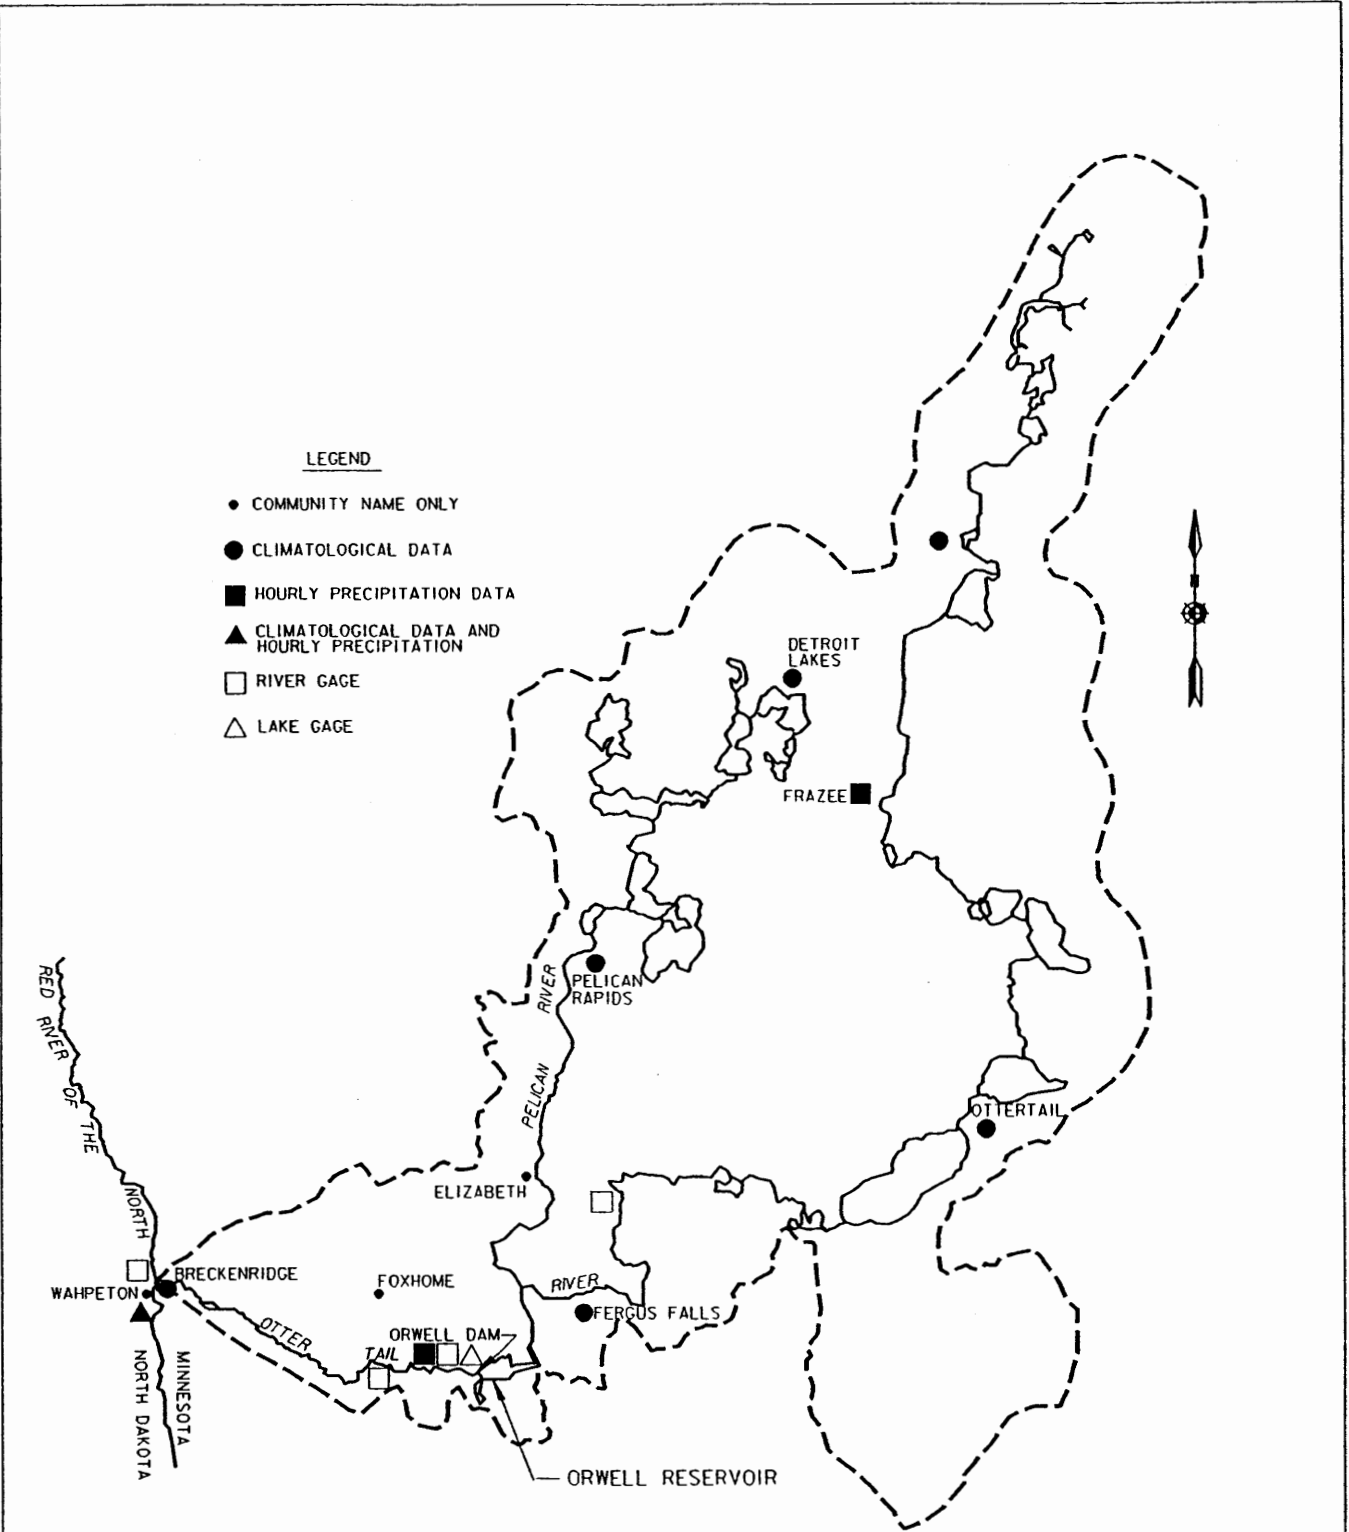 LEGEND
COMMUNITY NAME ONLY
CLIMATOLOGICAL DATA
HOURLY PRECIPITATION DATA
CLIMATOLOGICAL DATA AND
HOURLY PRECIPITATION
RIVER GAGE
LAKE GAGE
DETROIT
LAKES
FRAZEE
PELICAN
RAPIDS
PELICAN RIVER
RED RIVER OF THE NORTH
OTTERTAIL
ELIZABETH
BRECKENRIDGE
WAHPETON
FOXHOME
RIVER
FERGUS FALLS
OTTER
TAIL
ORWELL DAM
MINNESOTA
NORTH DAKOTA
ORWELL RESERVOIR